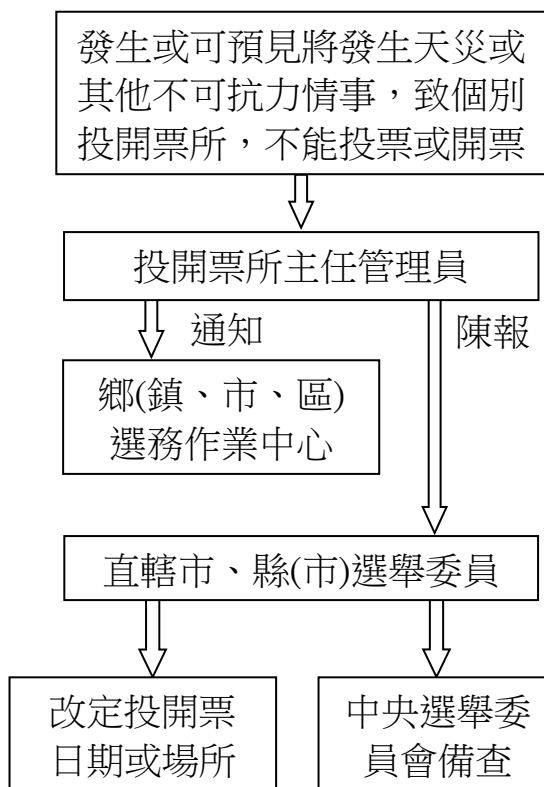 發生或可預見將發生天災或
其他不可抗力情事，致個別
投開票所，不能投票或開票
投開票所主任管理員
通知
陳報
鄉(鎮、市、區)
選務作業中心
直轄市、縣(市)選舉委員
改定投開票
日期或場所
中央選舉委
員會備查